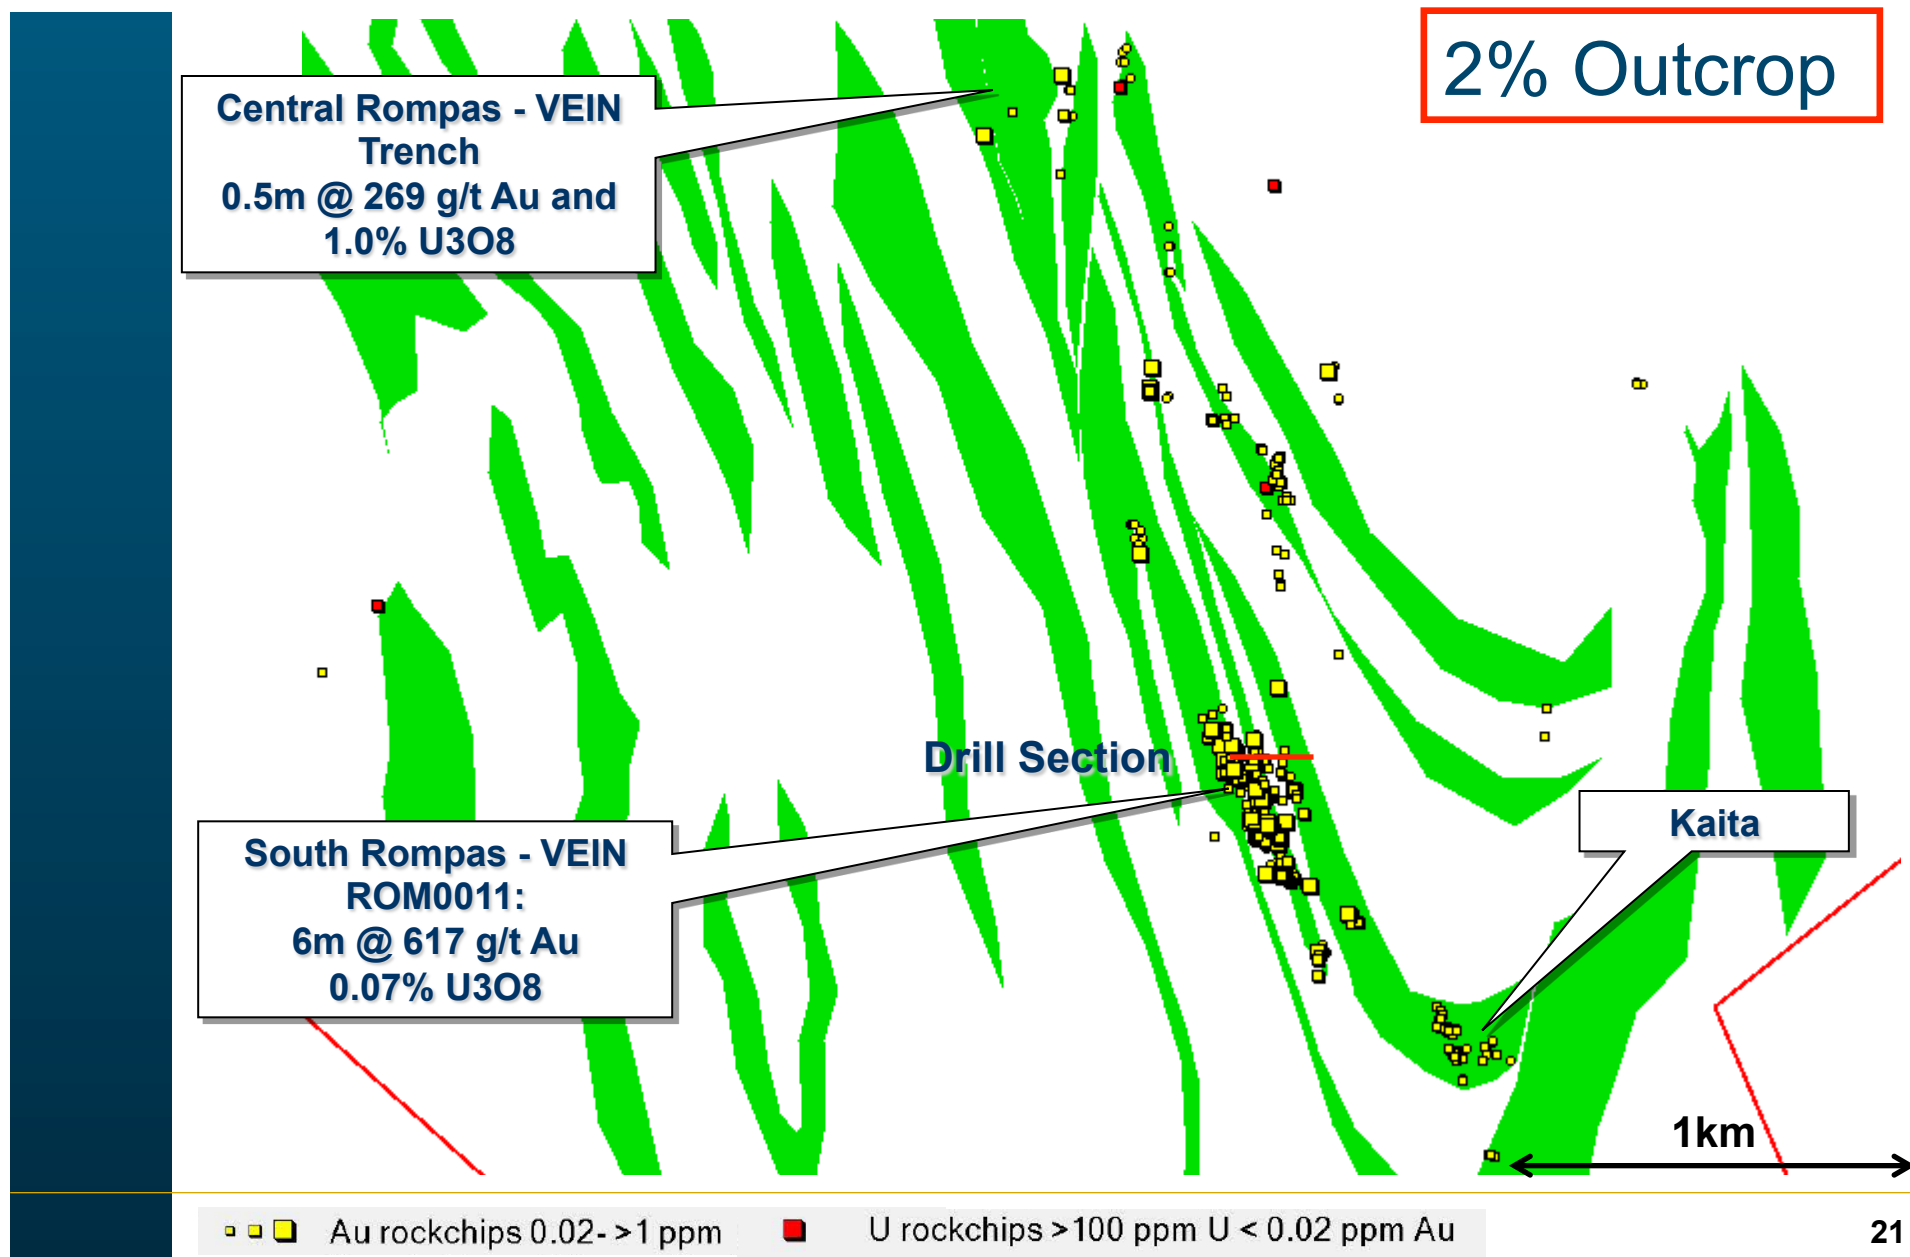 2% Outcrop
Central Rompas - VEIN
Trench
0.5m @ 269 g/t Au and
1.0% U3O8
Drill Section
South Rompas - VEIN
ROM0011:
6m @ 617 g/t Au
0.07% U3O8
Kaita
1km
Au rockchips 0.02- >1 ppm
U rockchips >100 ppm U < 0.02 ppm Au
21